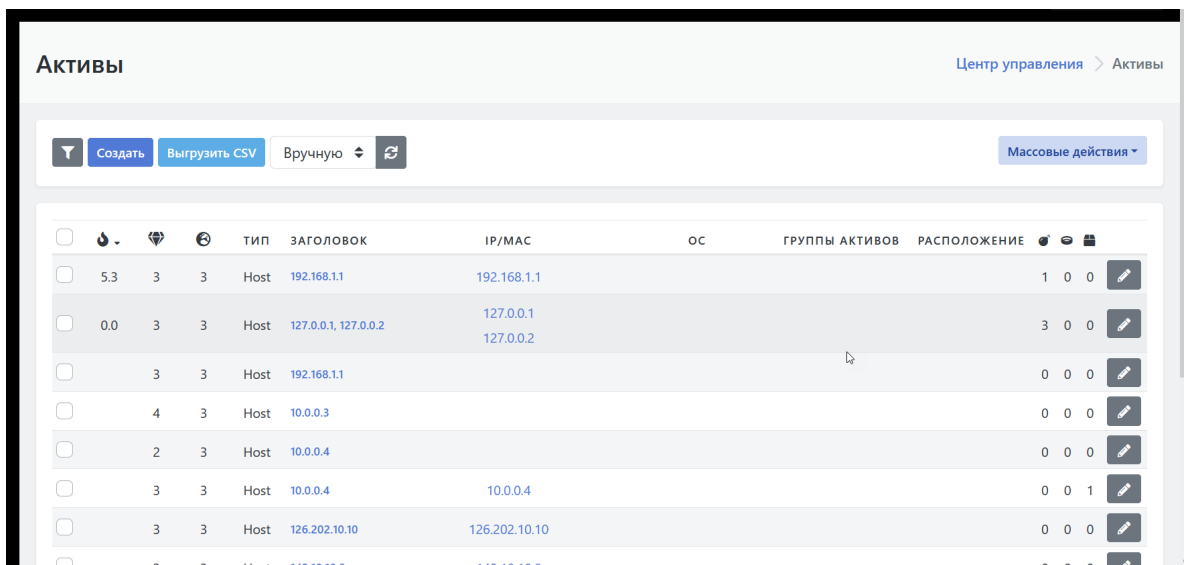 Активы
Центр управления > Активы
Создать Выгрузить CSV Вручную Массовые действия
ТИП ЗАГОЛОВОК IP/MAC ОС ГРУППЫ АКТИВОВ РАСПОЛОЖЕНИЕ
5.3 3 3 Host 192.168.1.1 192.168.1.1 1 0 0
0.0 3 3 Host 127.0.0.1, 127.0.0.2 127.0.0.1 3 0 0
127.0.0.2
3 3 Host 192.168.1.1 0 0 0
4 3 Host 10.0.0.3 0 0 0
2 3 Host 10.0.0.4 0 0 0
3 3 Host 10.0.0.4 10.0.0.4 0 0 1
3 3 Host 126.202.10.10 126.202.10.10 0 0 0